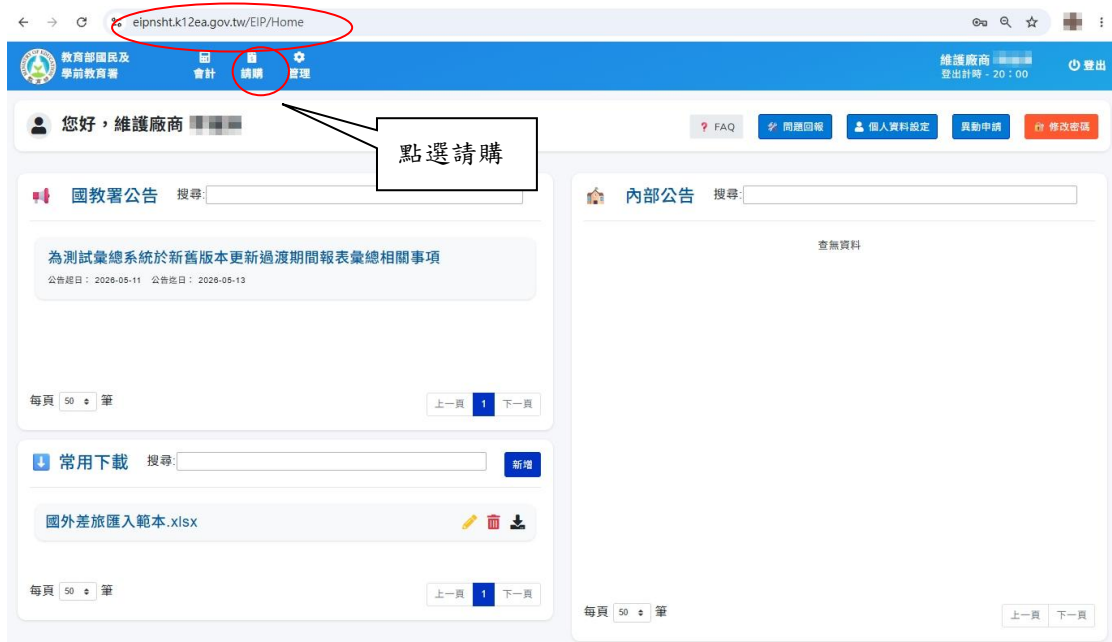 eipnsht.k12ea.gov.tw/EIP/Home
教育部國民及
學前教育署
會計
請購
管理
維護廠商
登出計時 - 20：00
登出
您好，維護廠商
? FAQ
問題回報
個人資料設定
異動申請
修改密碼
點選請購
國教署公告
搜尋:
內部公告
搜尋:
為測試彙總系統於新舊版本更新過渡期間報表彙總相關事項
公告起日： 2026-05-11 公告迄日： 2026-05-13
查無資料
每頁 50 筆
上一頁 1 下一頁
常用下載
搜尋:
新增
國外差旅匯入範本.xlsx
每頁 50 筆
上一頁 1 下一頁
每頁 50 筆
上一頁 下一頁